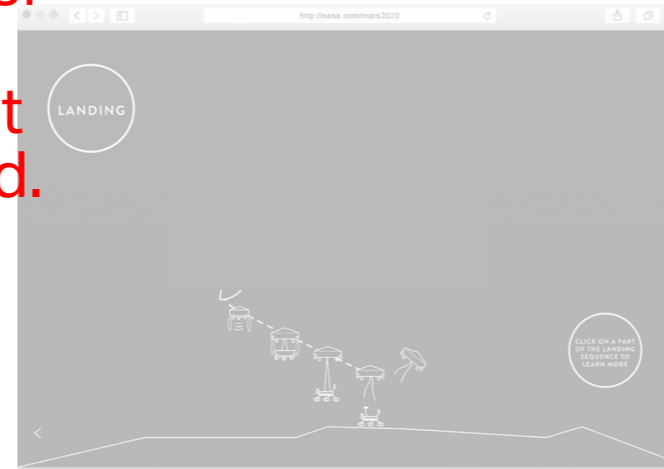 http://nasa.com/mars2020
LANDING
t
d.
CLICK ON A PART
OF THE LANDING
SEQUENCE TO
LEARN MORE